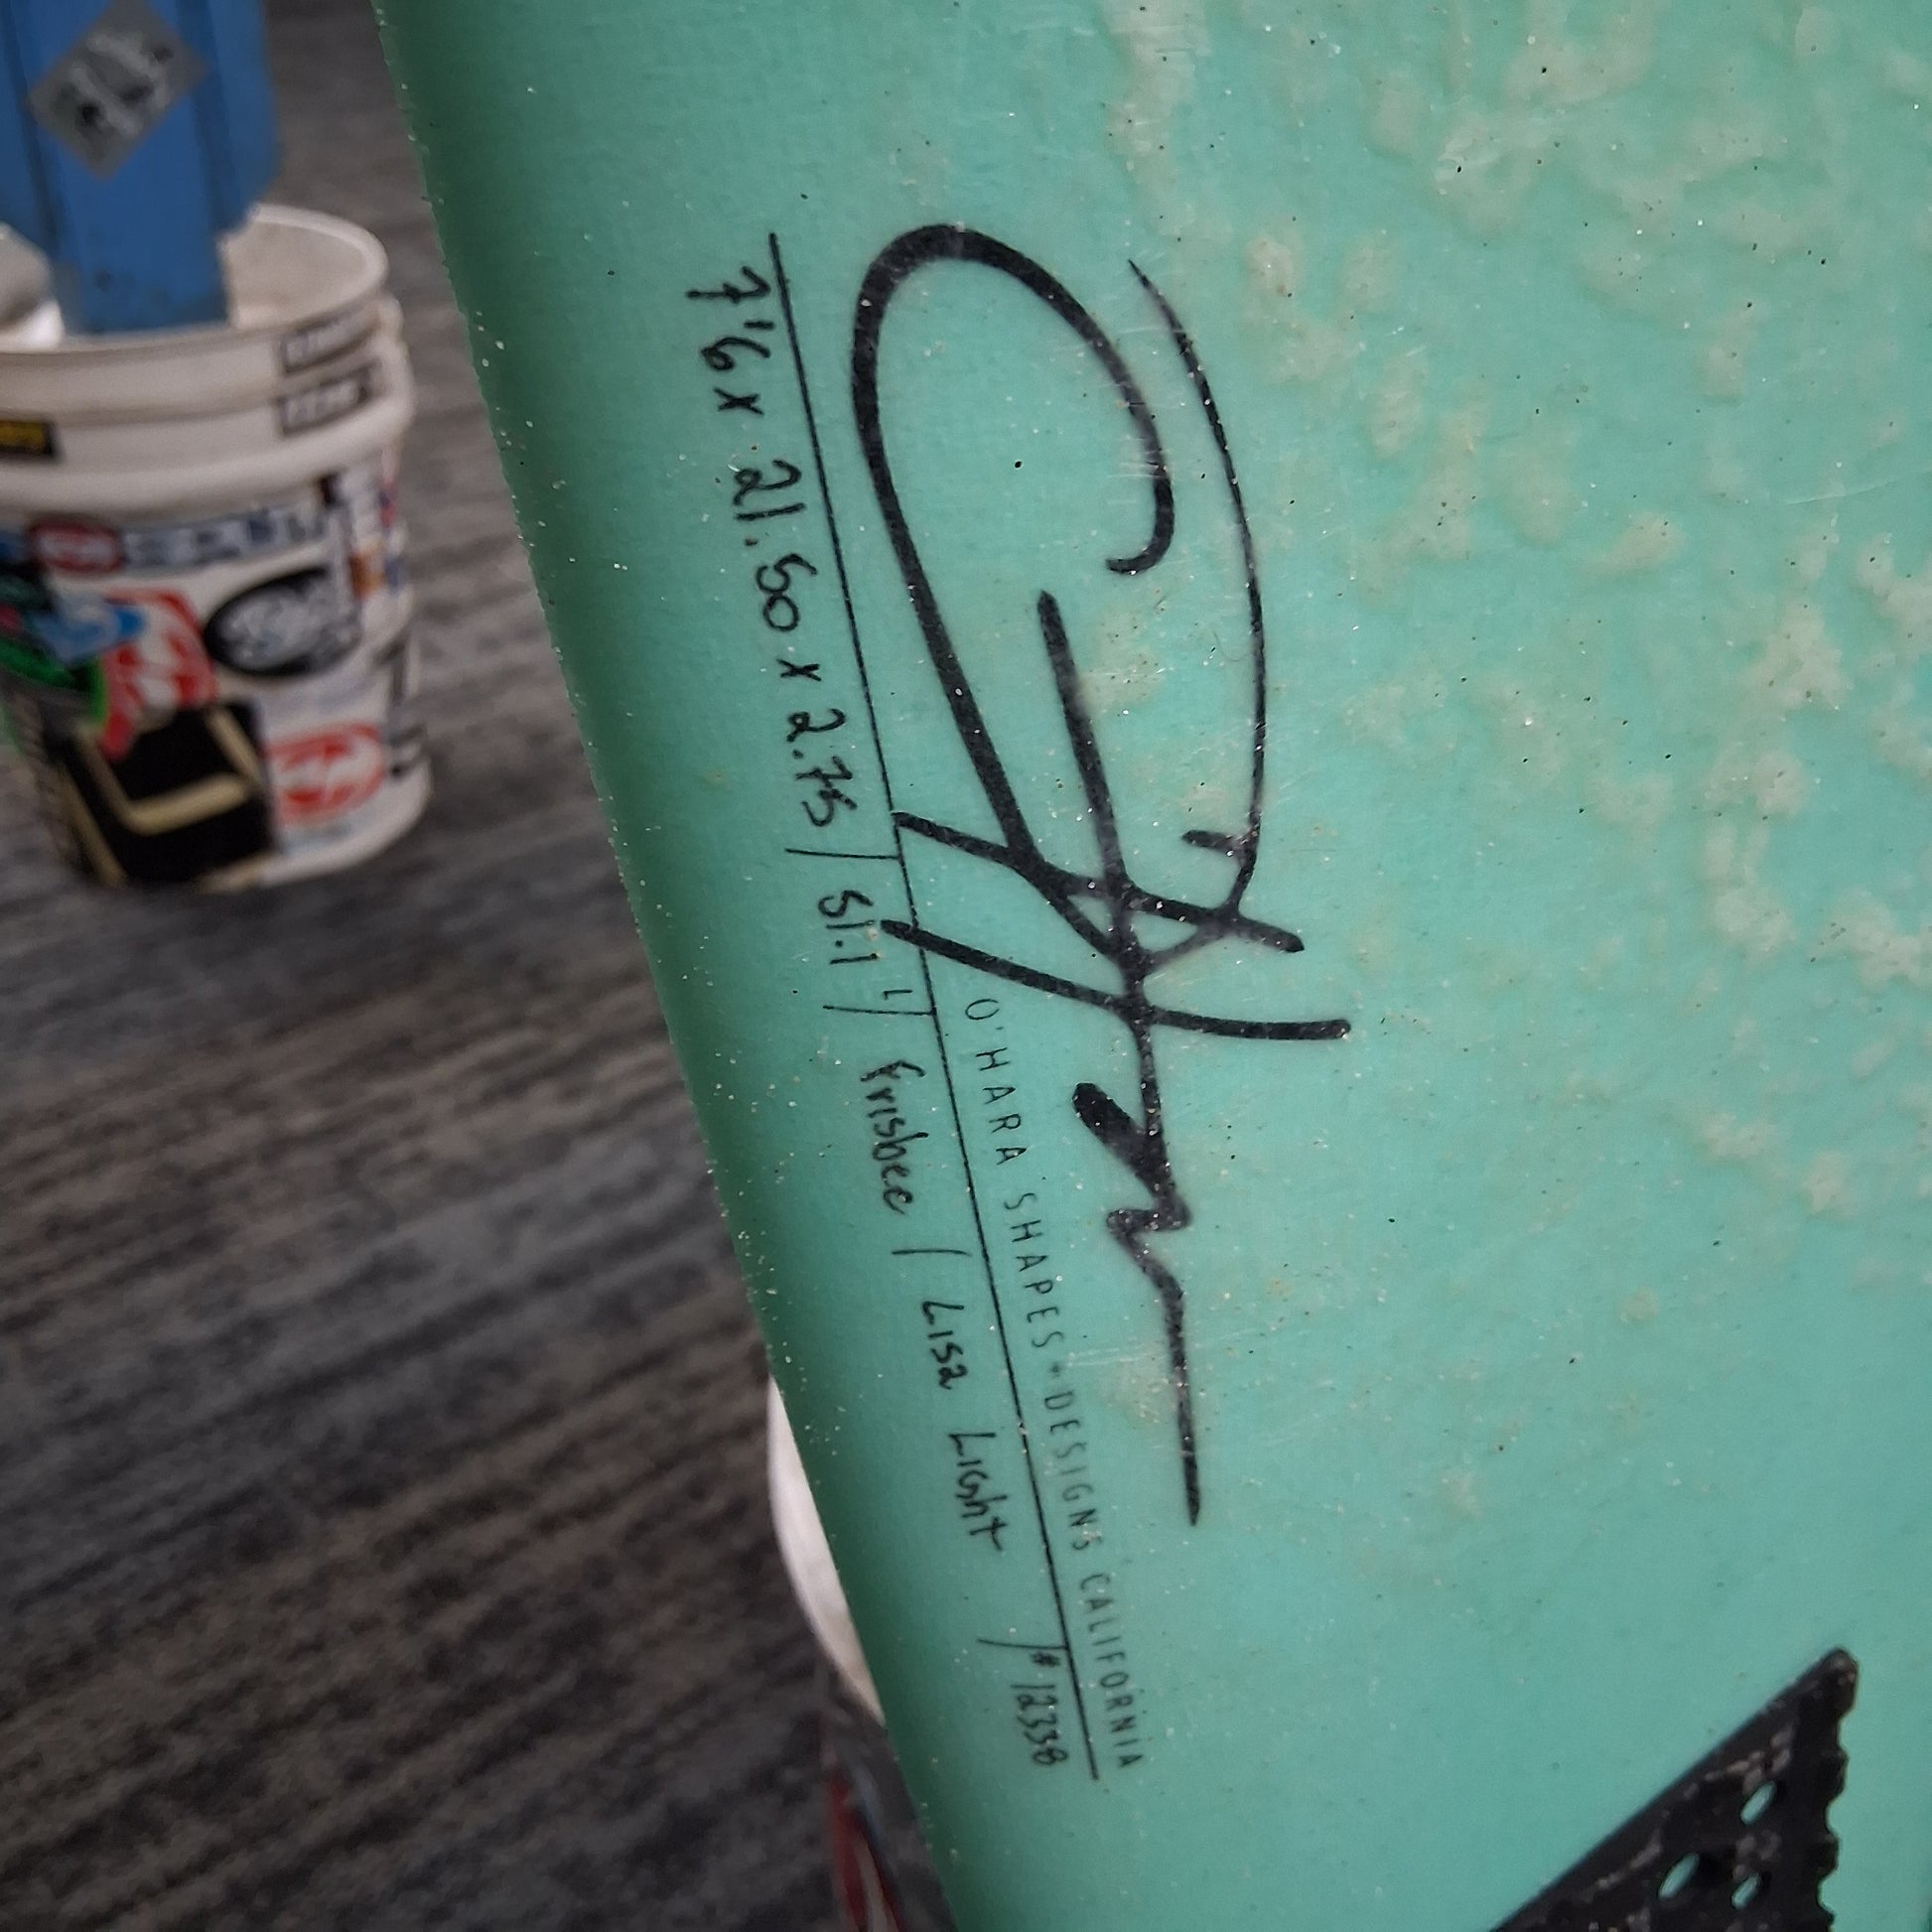 O'HARA SHAPES + DESIGNS CALIFORNIA
7'6 x 21.50 x 2.75 / 51.1 L / frisbee / Lisa Light / #12338